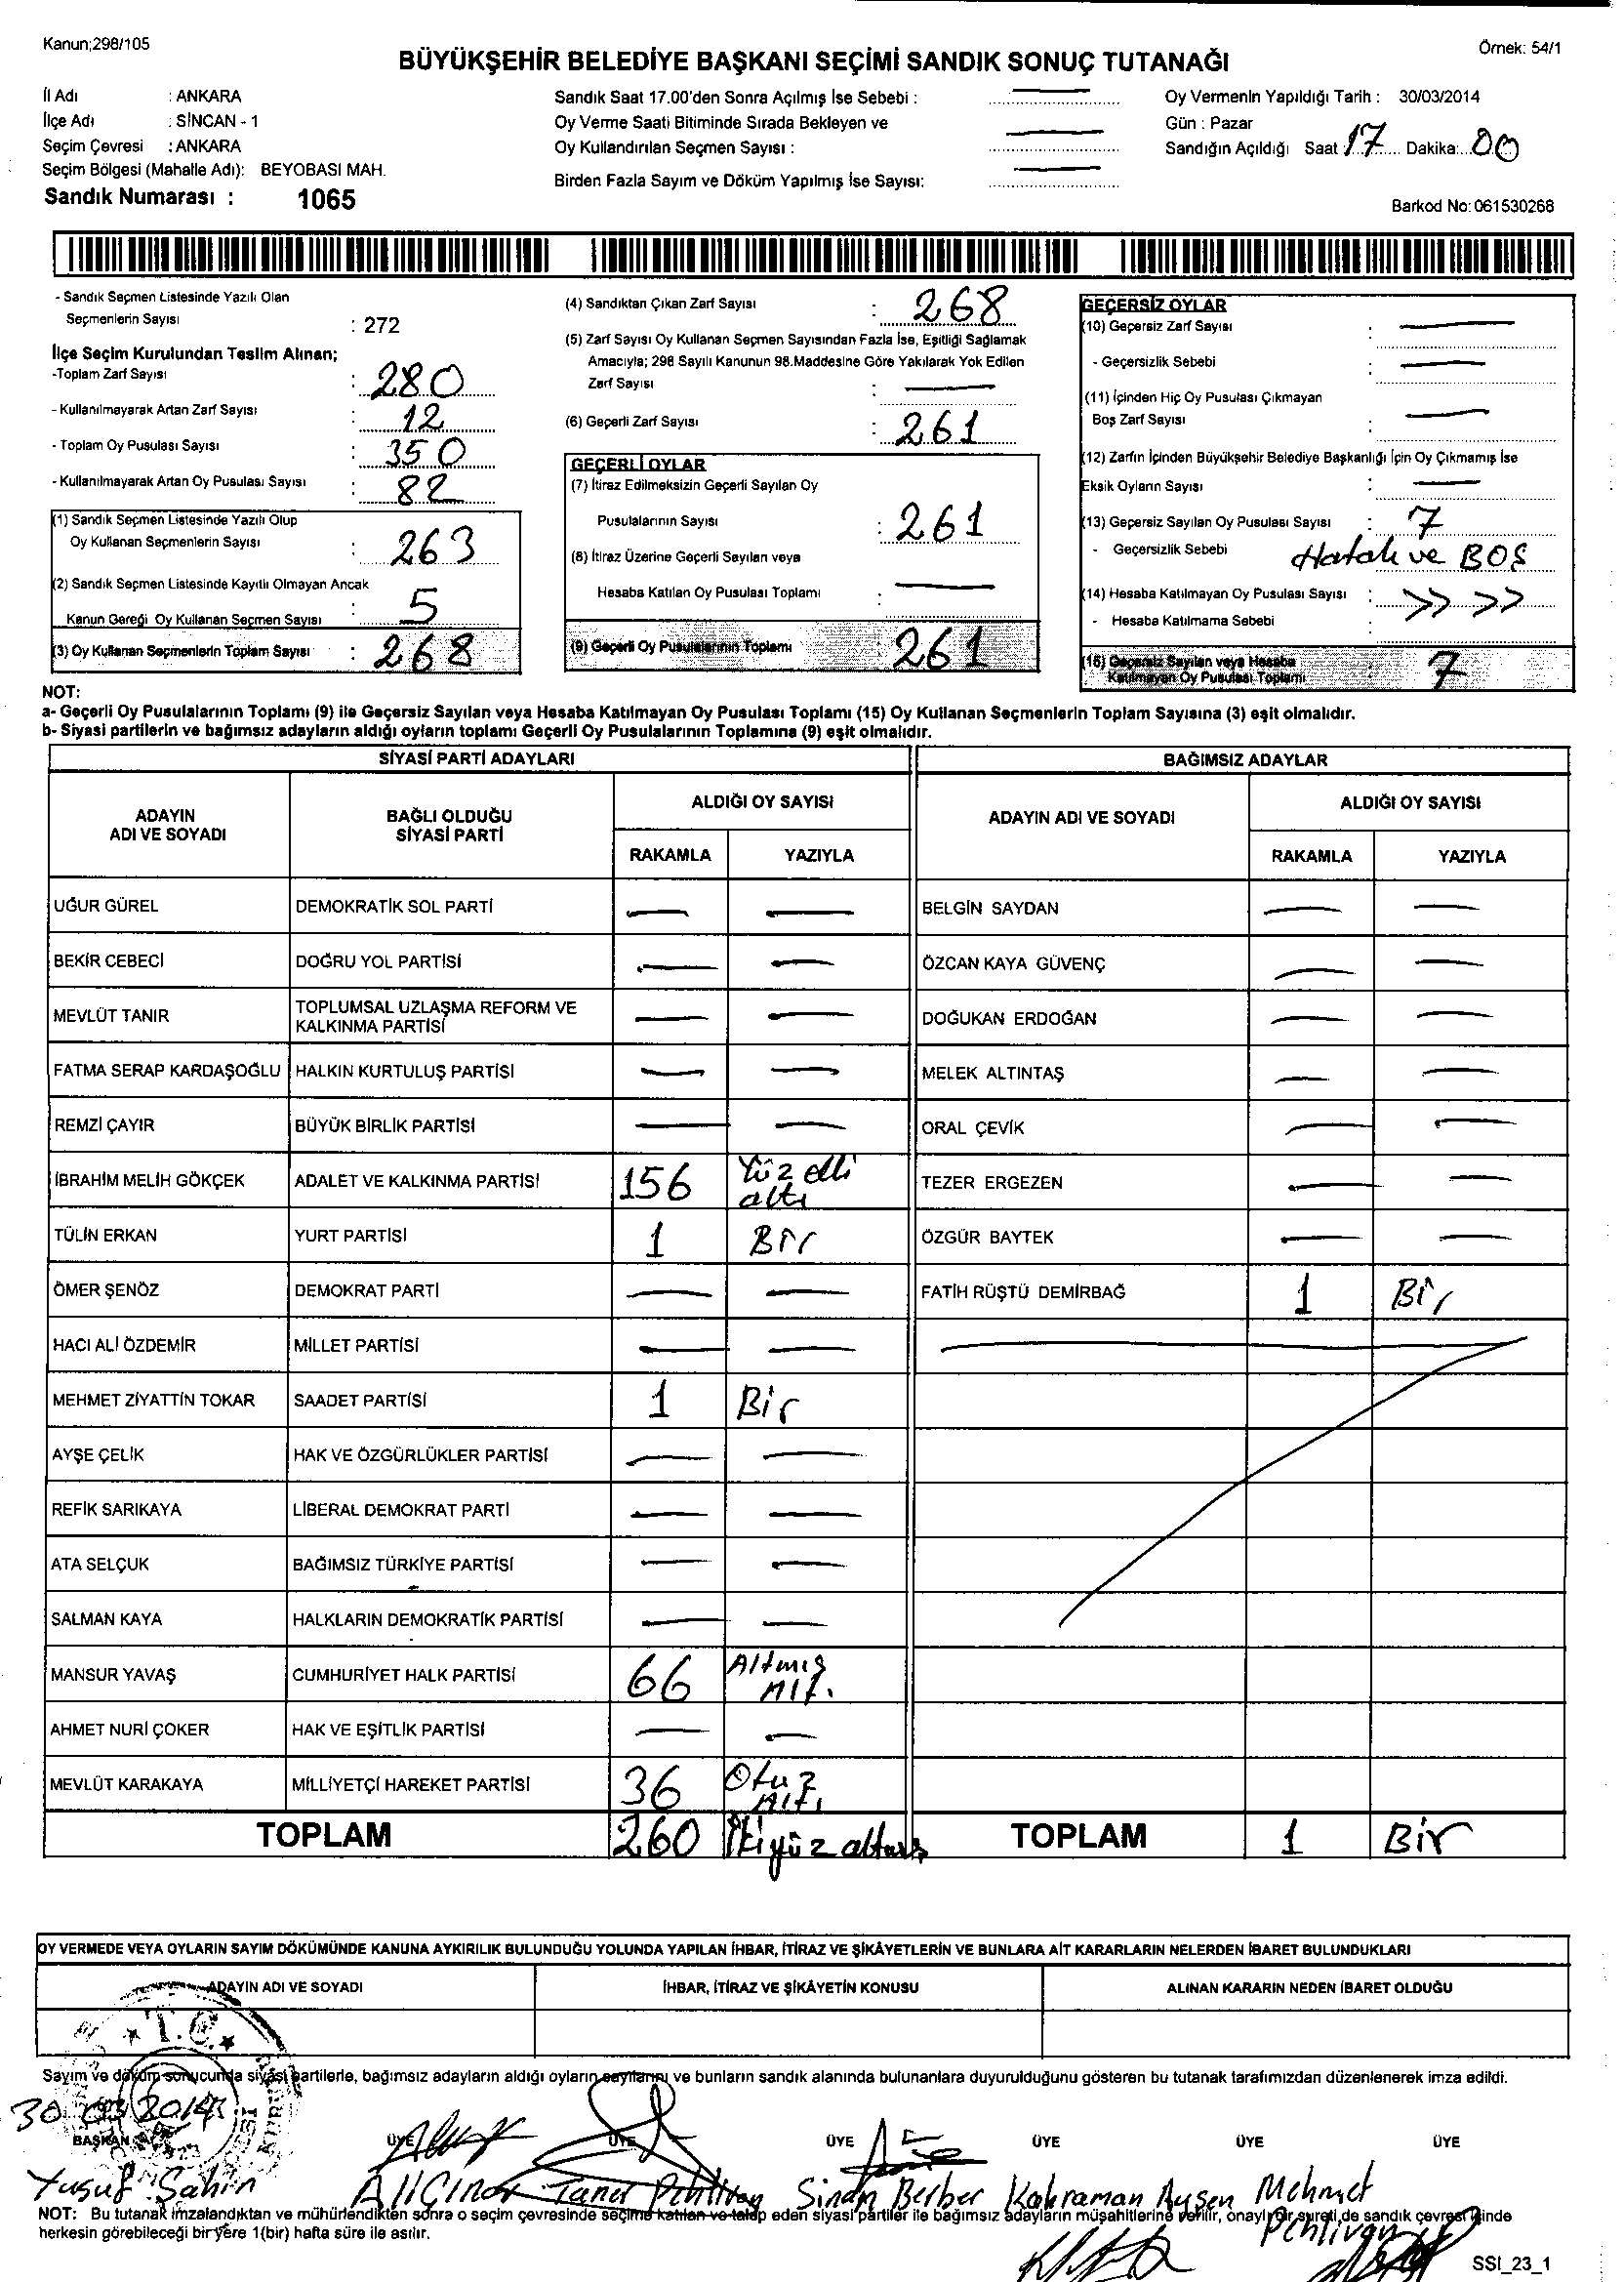 Kanun;298/105
Örnek: 54/1
BÜYÜKŞEHİR BELEDİYE BAŞKANI SEÇİMİ SANDIK SONUÇ TUTANAĞI
İl Adı : ANKARA
İlçe Adı : SİNCAN - 1
Seçim Çevresi : ANKARA
Seçim Bölgesi (Mahalle Adı): BEYOBASI MAH.
Sandık Numarası : 1065
Sandık Saat 17.00'den Sonra Açılmış İse Sebebi : —
Oy Verme Saati Bitiminde Sırada Bekleyen ve
Oy Kullandırılan Seçmen Sayısı : —
Birden Fazla Sayım ve Döküm Yapılmış İse Sayısı: —
Oy Vermenin Yapıldığı Tarih : 30/03/2014
Gün : Pazar
Sandığın Açıldığı Saat 17 Dakika: 00
Barkod No: 061530268
- Sandık Seçmen Listesinde Yazılı Olan
Seçmenlerin Sayısı : 272
İlçe Seçim Kurulundan Teslim Alınan;
-Toplam Zarf Sayısı : 280
- Kullanılmayarak Artan Zarf Sayısı : 12
- Toplam Oy Pusulası Sayısı : 350
- Kullanılmayarak Artan Oy Pusulası Sayısı : 82
(1) Sandık Seçmen Listesinde Yazılı Olup
Oy Kullanan Seçmenlerin Sayısı : 263
(2) Sandık Seçmen Listesinde Kayıtlı Olmayan Ancak
Kanun Gereği Oy Kullanan Seçmen Sayısı : 5
(3) Oy Kullanan Seçmenlerin Toplam Sayısı : 268
(4) Sandıktan Çıkan Zarf Sayısı : 268
(5) Zarf Sayısı Oy Kullanan Seçmen Sayısından Fazla İse, Eşitliği Sağlamak
Amacıyla; 298 Sayılı Kanunun 98.Maddesine Göre Yakılarak Yok Edilen
Zarf Sayısı : —
(6) Geçerli Zarf Sayısı : 261
GEÇERLİ OYLAR
(7) İtiraz Edilmeksizin Geçerli Sayılan Oy
Pusulalarının Sayısı : 261
(8) İtiraz Üzerine Geçerli Sayılan veya
Hesaba Katılan Oy Pusulası Toplamı : —
(9) Geçerli Oy Pusulalarının Toplamı 261
GEÇERSİZ OYLAR
(10) Geçersiz Zarf Sayısı : —
- Geçersizlik Sebebi : —
(11) İçinden Hiç Oy Pusulası Çıkmayan
Boş Zarf Sayısı : —
(12) Zarfın İçinden Büyükşehir Belediye Başkanlığı İçin Oy Çıkmamış İse
Eksik Oyların Sayısı : —
(13) Geçersiz Sayılan Oy Pusulası Sayısı : 7
- Geçersizlik Sebebi Hatalı ve BOŞ
(14) Hesaba Katılmayan Oy Pusulası Sayısı : >> >>
- Hesaba Katılmama Sebebi :
(15) Geçersiz Sayılan veya Hesaba
Katılmayan Oy Pusulası Toplamı 7
NOT:
a- Geçerli Oy Pusulalarının Toplamı (9) ile Geçersiz Sayılan veya Hesaba Katılmayan Oy Pusulası Toplamı (15) Oy Kullanan Seçmenlerin Toplam Sayısına (3) eşit olmalıdır.
b- Siyasi partilerin ve bağımsız adayların aldığı oyların toplamı Geçerli Oy Pusulalarının Toplamına (9) eşit olmalıdır.
SİYASİ PARTİ ADAYLARI BAĞIMSIZ ADAYLAR
ADAYIN ADI VE SOYADI BAĞLI OLDUĞU SİYASİ PARTİ ALDIĞI OY SAYISI ADAYIN ADI VE SOYADI ALDIĞI OY SAYISI
RAKAMLA YAZIYLA RAKAMLA YAZIYLA
UĞUR GÜREL DEMOKRATİK SOL PARTİ — — BELGİN SAYDAN — —
BEKİR CEBECİ DOĞRU YOL PARTİSİ — — ÖZCAN KAYA GÜVENÇ — —
MEVLÜT TANIR TOPLUMSAL UZLAŞMA REFORM VE KALKINMA PARTİSİ — — DOĞUKAN ERDOĞAN — —
FATMA SERAP KARDAŞOĞLU HALKIN KURTULUŞ PARTİSİ — — MELEK ALTINTAŞ — —
REMZİ ÇAYIR BÜYÜK BİRLİK PARTİSİ — — ORAL ÇEVİK — —
İBRAHİM MELİH GÖKÇEK ADALET VE KALKINMA PARTİSİ 156 Yüz elli altı TEZER ERGEZEN — —
TÜLİN ERKAN YURT PARTİSİ 1 Bir ÖZGÜR BAYTEK — —
ÖMER ŞENÖZ DEMOKRAT PARTİ — — FATİH RÜŞTÜ DEMİRBAĞ 1 Bir
HACI ALİ ÖZDEMİR MİLLET PARTİSİ — —
MEHMET ZİYATTİN TOKAR SAADET PARTİSİ 1 Bir
AYŞE ÇELİK HAK VE ÖZGÜRLÜKLER PARTİSİ — —
REFİK SARIKAYA LİBERAL DEMOKRAT PARTİ — —
ATA SELÇUK BAĞIMSIZ TÜRKİYE PARTİSİ — —
SALMAN KAYA HALKLARIN DEMOKRATİK PARTİSİ — —
MANSUR YAVAŞ CUMHURİYET HALK PARTİSİ 66 Altmış Altı
AHMET NURİ ÇOKER HAK VE EŞİTLİK PARTİSİ — —
MEVLÜT KARAKAYA MİLLİYETÇİ HAREKET PARTİSİ 36 Otuz Altı
TOPLAM 260 İkiyüz altmış TOPLAM 1 Bir
OY VERMEDE VEYA OYLARIN SAYIM DÖKÜMÜNDE KANUNA AYKIRILIK BULUNDUĞU YOLUNDA YAPILAN İHBAR, İTİRAZ VE ŞİKÂYETLERİN VE BUNLARA AİT KARARLARIN NELERDEN İBARET BULUNDUKLARI
ADAYIN ADI VE SOYADI İHBAR, İTİRAZ VE ŞİKÂYETİN KONUSU ALINAN KARARIN NEDEN İBARET OLDUĞU
T.C.
Sayım ve döküm sonucunda siyasi partilerle, bağımsız adayların aldığı oyların sayılarını ve bunların sandık alanında bulunanlara duyurulduğunu gösteren bu tutanak tarafımızdan düzenlenerek imza edildi.
30.03.2014
BAŞKAN ÜYE ÜYE ÜYE ÜYE ÜYE ÜYE
Yusuf Şahin Ali Çınar Taner Pehlivan Sinan Berber Kahraman Ayşen Mehmet Pehlivan
NOT: Bu tutanak imzalandıktan ve mühürlendikten sonra o seçim çevresinde seçime katılan ve talep eden siyasi partiler ile bağımsız adayların müşahitlerine verilir, onaylı bir sureti de sandık çevresinde
herkesin görebileceği bir yere 1(bir) hafta süre ile asılır.
SSI_23_1